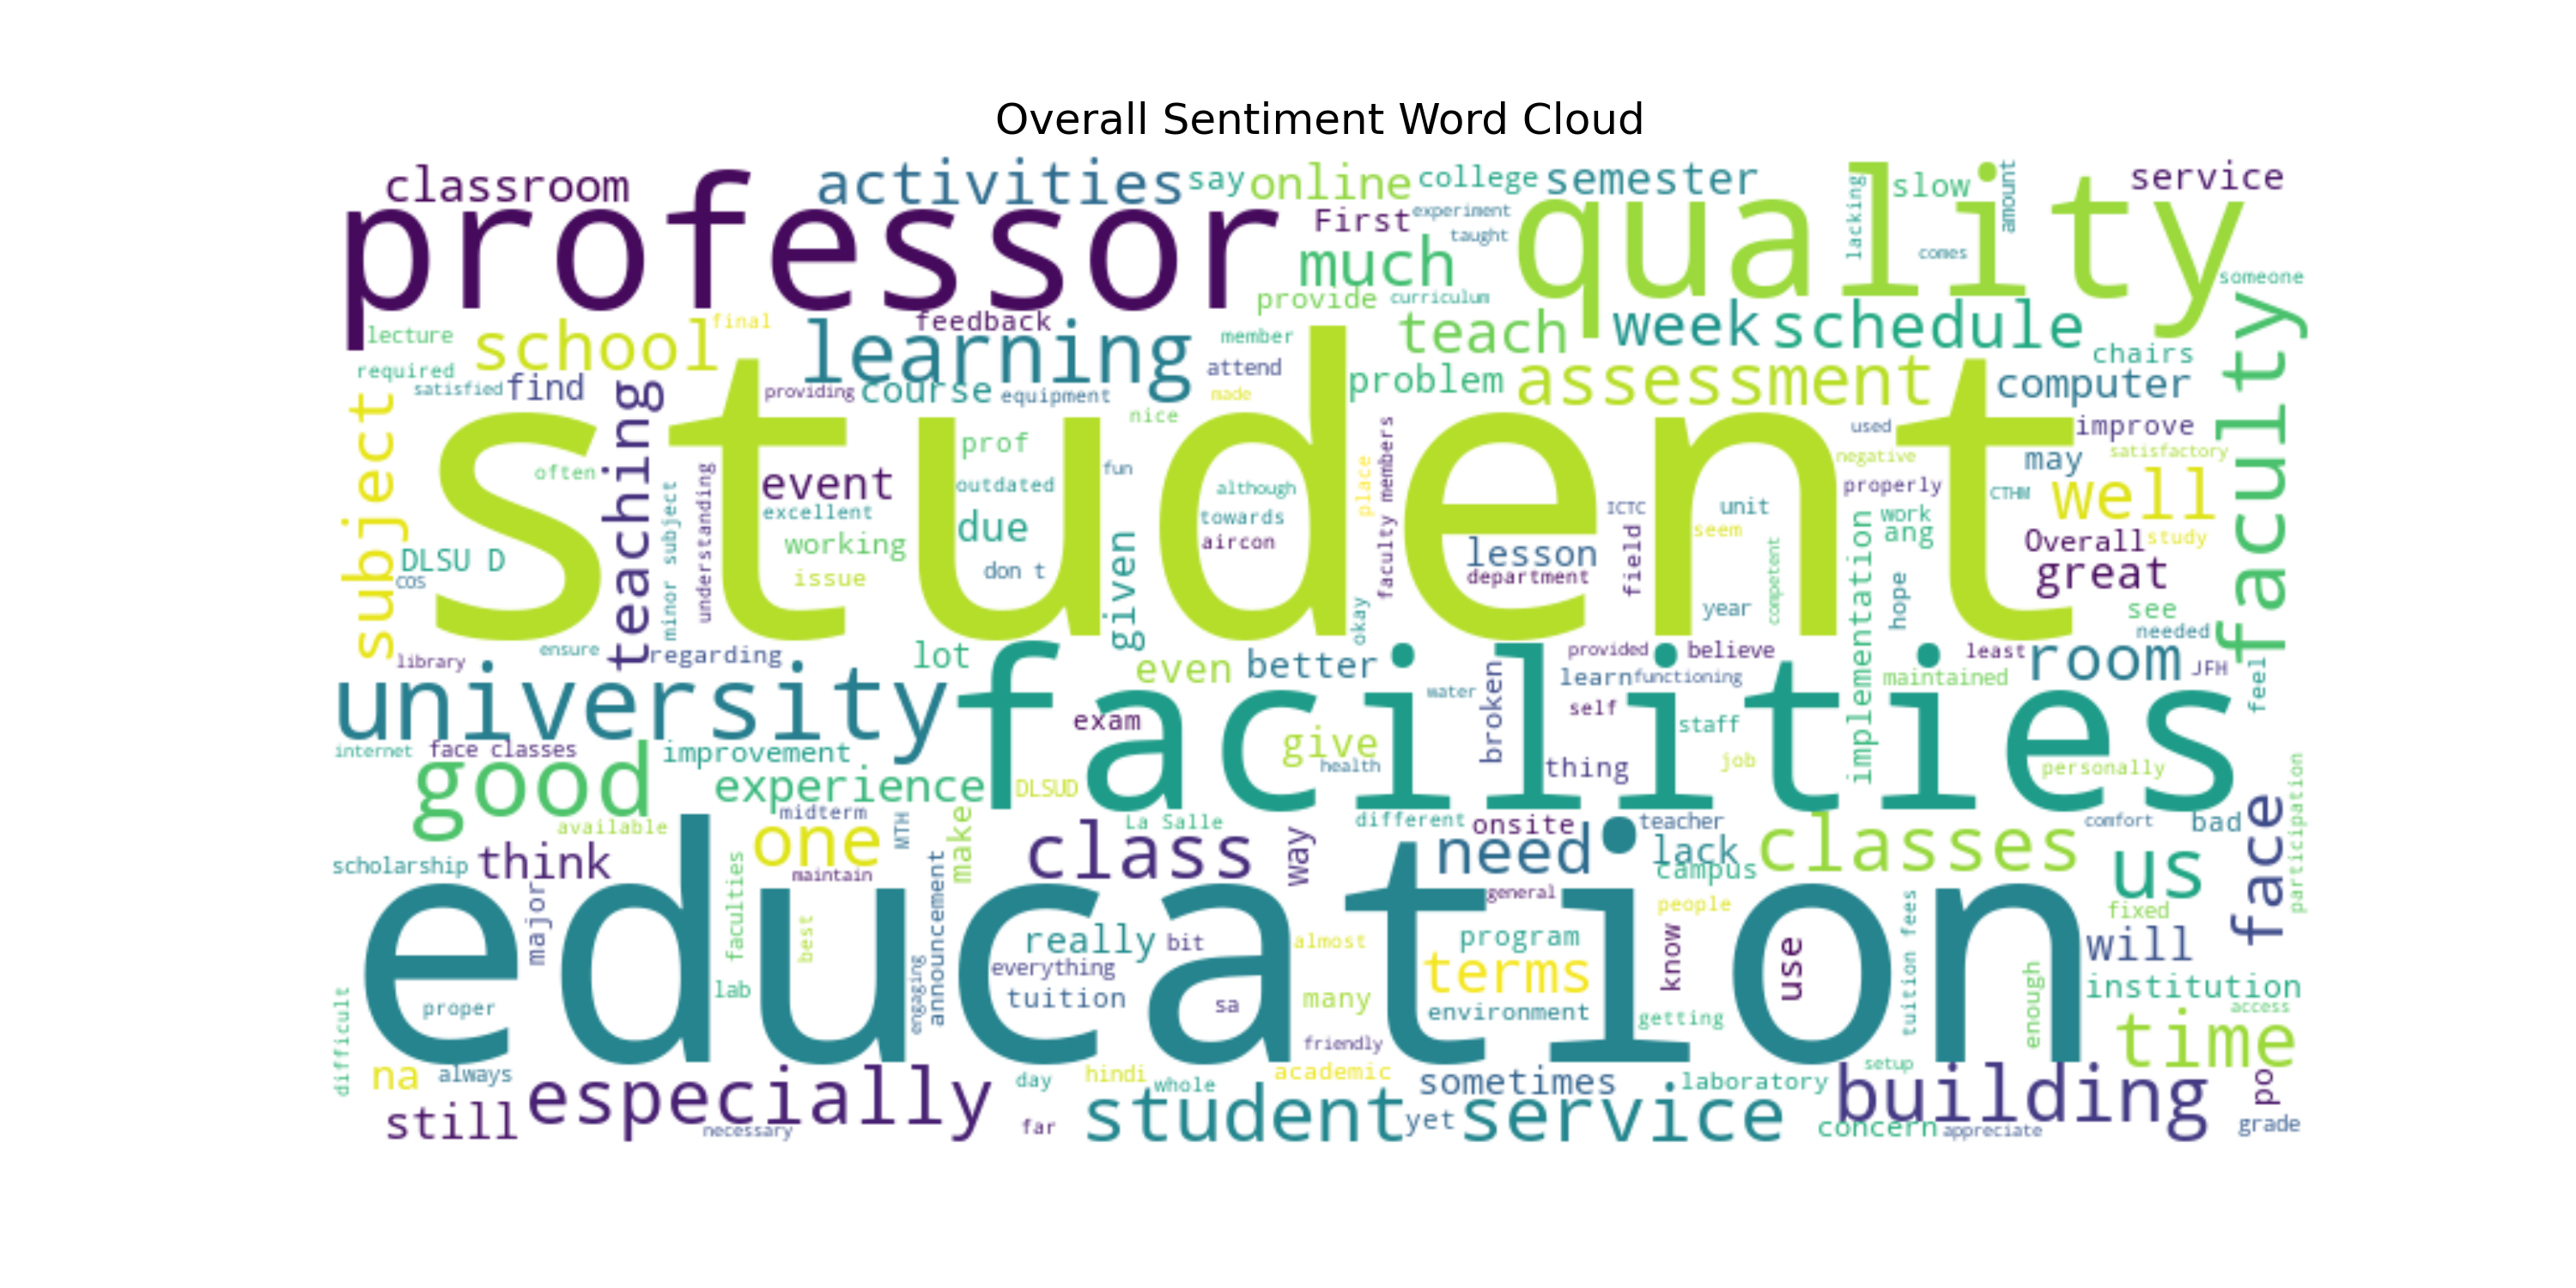 Overall Sentiment Word Cloud
classroom
activities
say
online
college
semester
lacking
slow
amount
service
professor
First
experiment
taught
quality
comes
much
someone
provide
curriculum
lecture
school
final
feedback
learning
member
teach
week
schedule
chairs
faculty
required
satisfied
find
providing
course
equipment
attend
made
problem
assessment
computer
nice
subject
teaching
student
used
improve
prof
fun
negative
may
satisfactory
often
event
outdated
although
place
faculty members
properly
CTHM
well
minor subject
understanding
excellent
due
towards
ICTC
unit
work
ang
working
aircon
lesson
field
seem
Overall
study
DLSU D
cos
issue
don t
given
department
competent
implementation
great
hope
year
see
okay
needed
library
ensure
regarding
lot
even
better
provided
believe
least
room
JFH
feel
university
facilities
water
broken
learn
functioning
maintained
self
exam
staff
internet
face classes
improvement
give
health
thing
job
personally
good
experience
DLSUD
participation
midterm
available
one
MTH
make
La Salle
different
onsite
teacher
comfort
bad
face
scholarship
think
class
way
need
lack
campus
classes
us
maintain
major
faculties
best
announcement
education
general
people
tuition fees
fixed
really
bit
almost
program
know
use
will
everything
terms
engaging
lab
tuition
sa
many
environment
getting
enough
institution
access
proper
difficult
friendly
time
na
always
especially
day
hindi
whole
academic
sometimes
laboratory
setup
building
po
still
necessary
far
student service
yet
concern
appreciate
grade